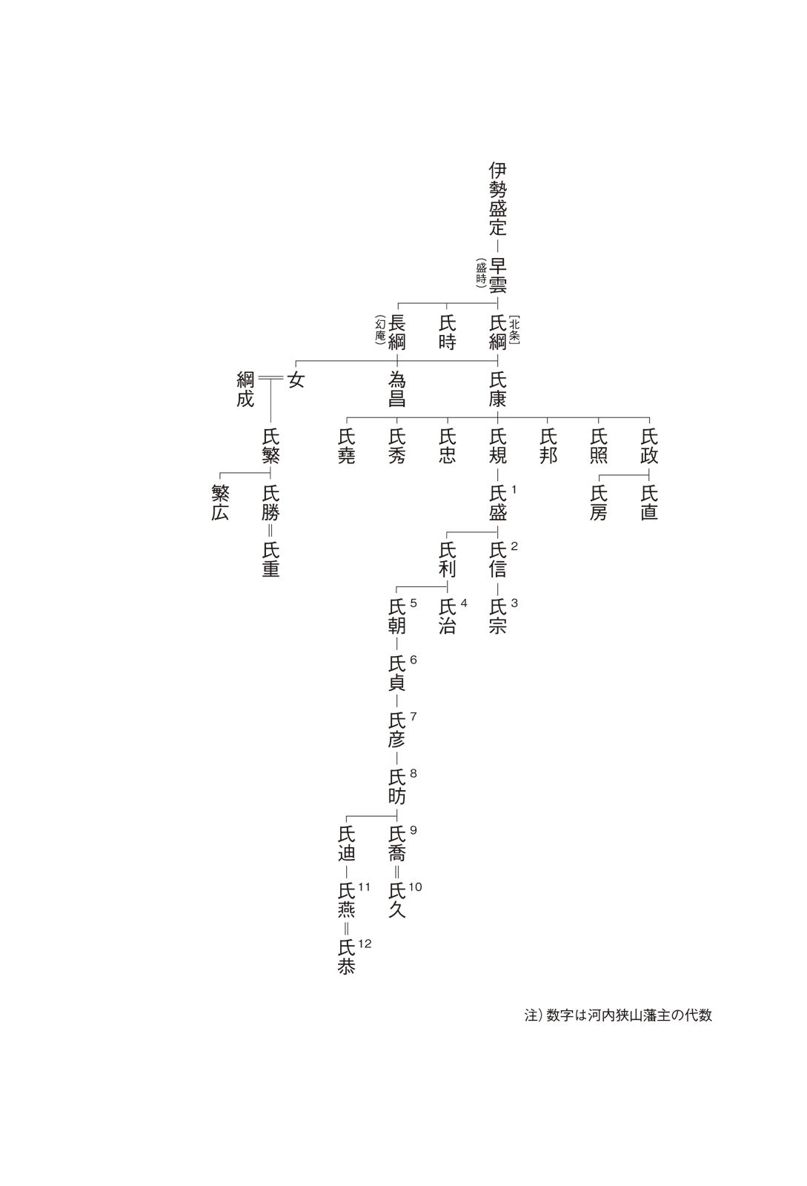 伊勢盛定
早雲
（盛時）
［北条］
氏綱
氏時
長綱
（幻庵）
氏康
為昌
女
綱成
氏政
氏照
氏邦
氏規
氏忠
氏秀
氏堯
氏繁
氏直
氏房
氏盛 1
氏勝
繁広
氏信 2
氏利
氏重
氏宗 3
氏治 4
氏朝 5
氏貞 6
氏彦 7
氏昉 8
氏喬 9
氏迪
氏久 10
氏燕 11
氏恭 12
注）数字は河内狭山藩主の代数